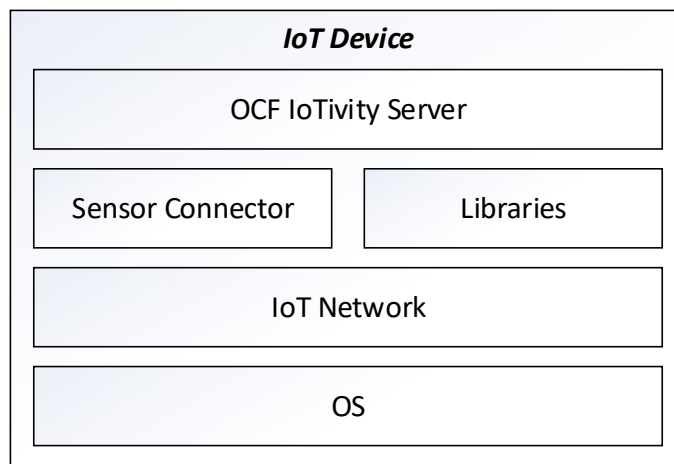 IoT Device
OCF IoTivity Server
Sensor Connector
Libraries
IoT Network
OS